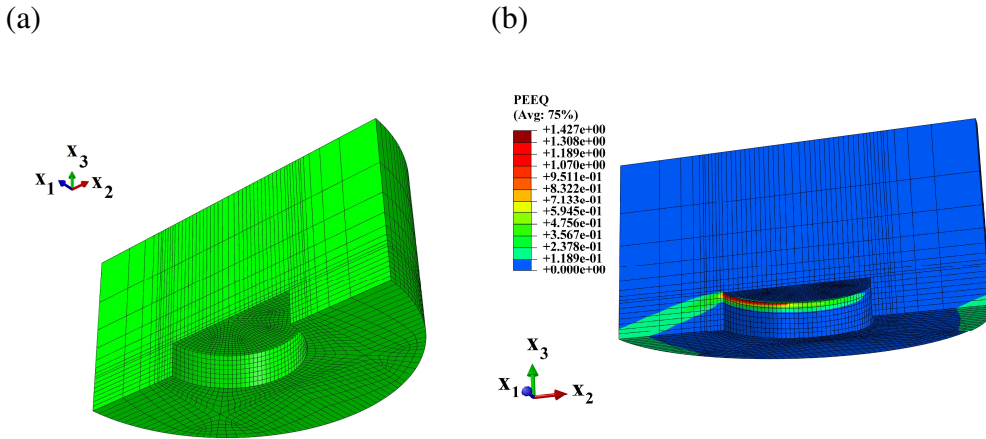 (a)
(b)
x₃
x₁
x₂
PEEQ
(Avg: 75%)
+1.427e+00
+1.308e+00
+1.189e+00
+1.070e+00
+9.511e-01
+8.322e-01
+7.133e-01
+5.945e-01
+4.756e-01
+3.567e-01
+2.378e-01
+1.189e-01
+0.000e+00
x₃
x₁
x₂